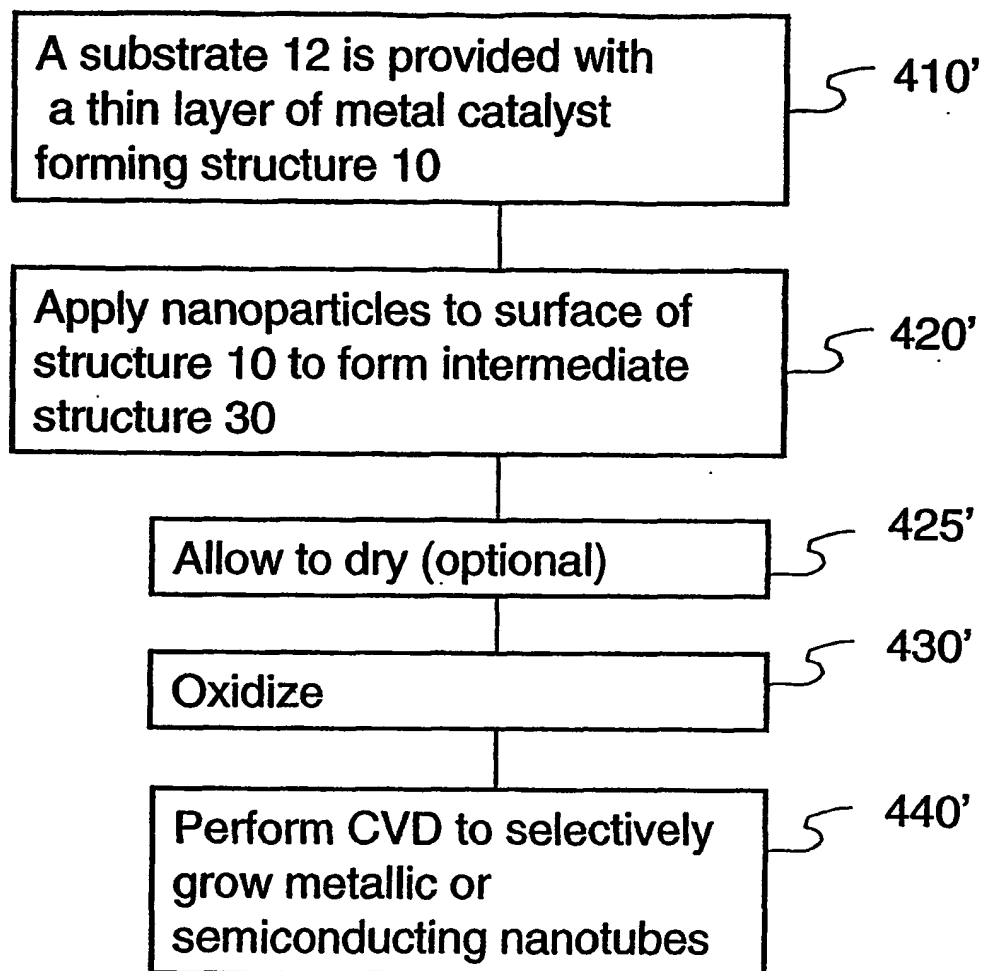 A substrate 12 is provided with
a thin layer of metal catalyst
forming structure 10
410'
Apply nanoparticles to surface of
structure 10 to form intermediate
structure 30
420'
Allow to dry (optional)
425'
Oxidize
430'
Perform CVD to selectively
grow metallic or
semiconducting nanotubes
440'